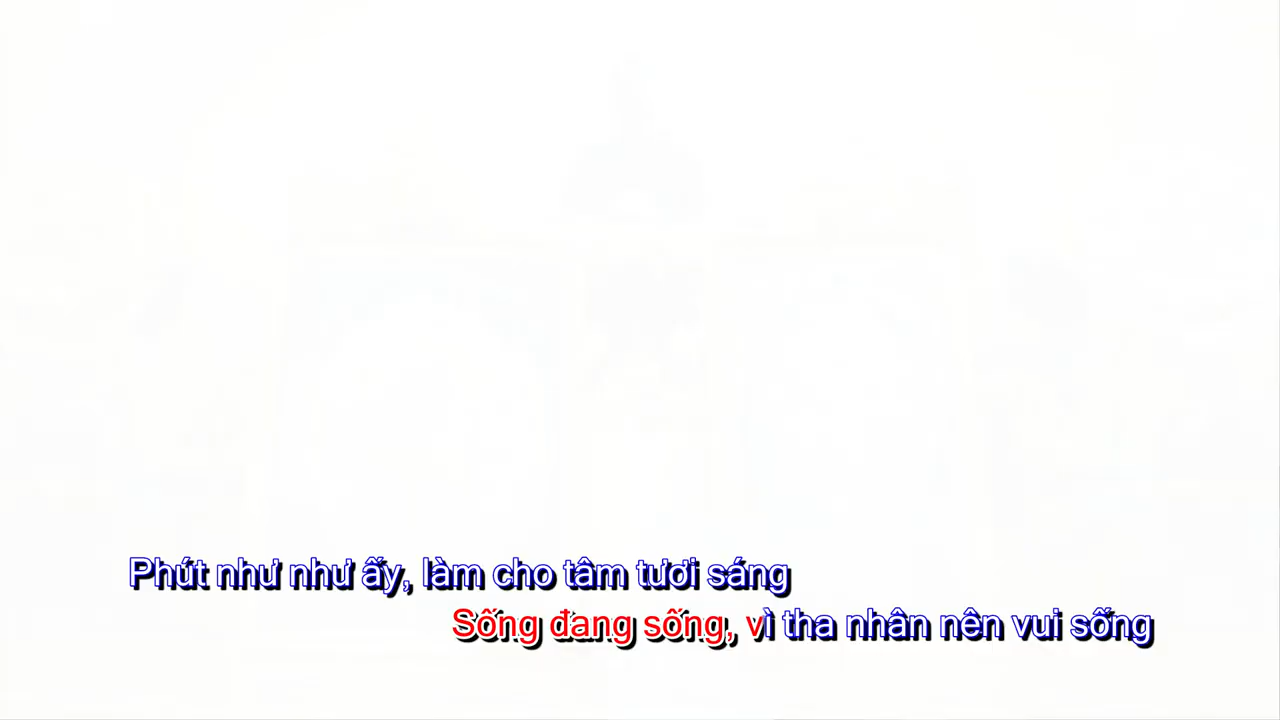 Phút như như ấy, làm cho tâm tươi sáng
Sống đang sống, vì tha nhân nên vui sống